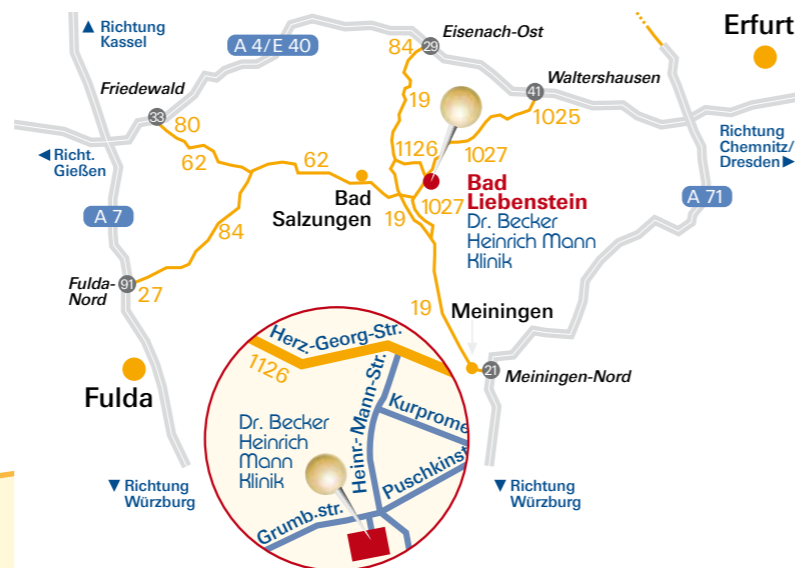 ▲ Richtung
Kassel
A 4/E 40
Eisenach-Ost
84
29
Erfurt
Friedewald
33
80
19
Waltershausen
41
1025
◀ Richt.
Gießen
62
62
1126
1027
Richtung
Chemnitz/
Dresden ▶
Bad
Salzungen
Bad
Liebenstein
Dr. Becker
Heinrich Mann
Klinik
A 71
A 7
84
19
1027
Fulda-
Nord
91
27
19
Meiningen
Fulda
21
Meiningen-Nord
Herz.-Georg-Str.
1126
Heinr.-Mann-Str.
Kurprome
Dr. Becker
Heinrich
Mann
Klinik
Puschkinst
Grumb.str.
▼ Richtung
Würzburg
▼ Richtung
Würzburg